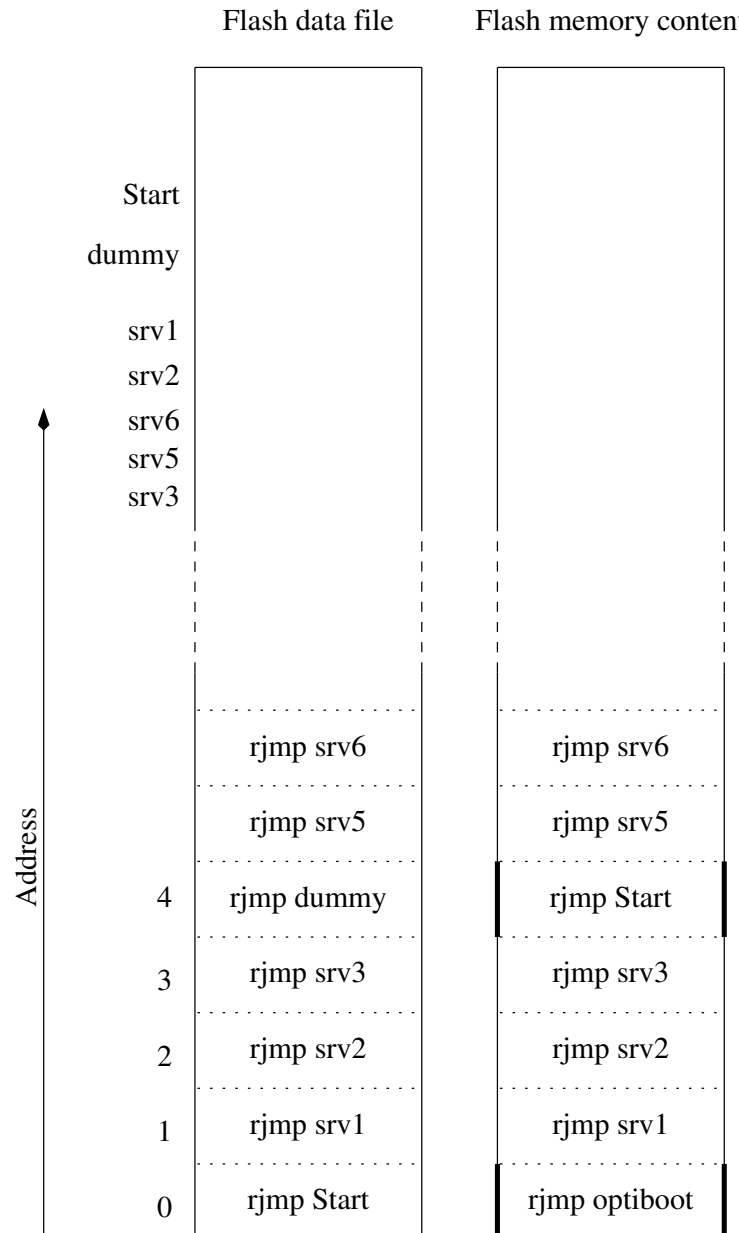 Flash data file Flash memory conten
Start
dummy
srv1
srv2
srv6
srv5
srv3
rjmp srv6 rjmp srv6
rjmp srv5 rjmp srv5
Address
4 rjmp dummy rjmp Start
3 rjmp srv3 rjmp srv3
2 rjmp srv2 rjmp srv2
1 rjmp srv1 rjmp srv1
0 rjmp Start rjmp optiboot